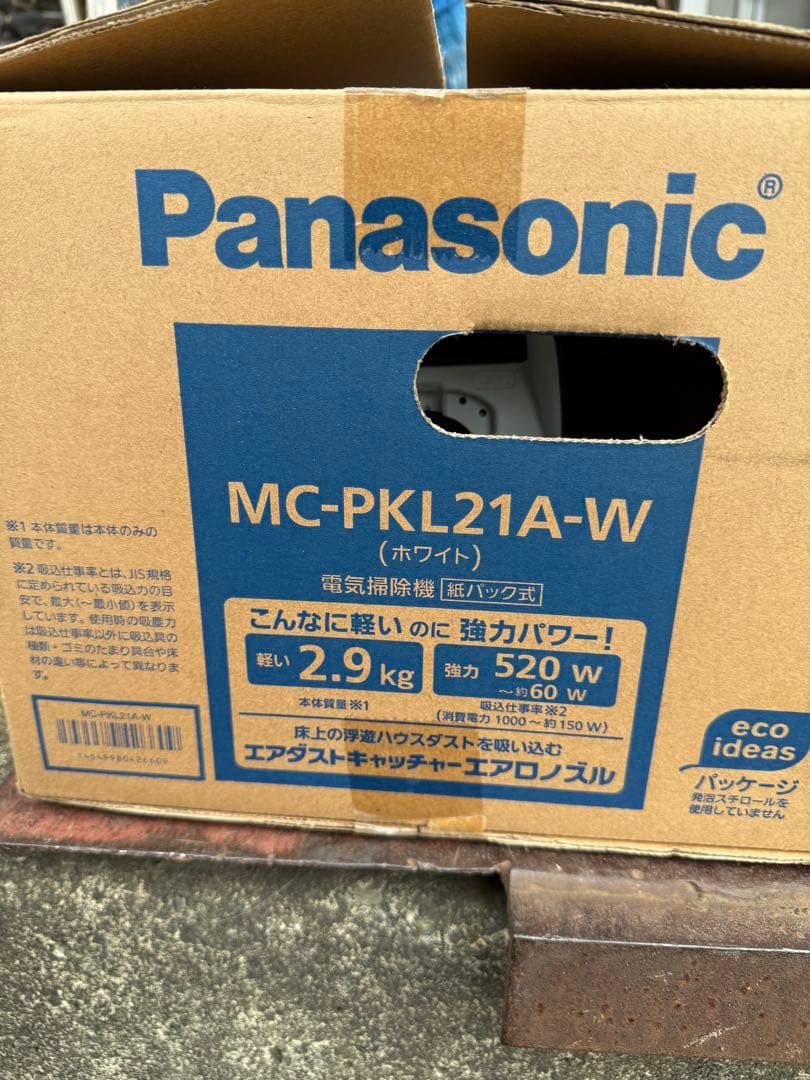 Panasonic®
MC-PKL21A-W
(ホワイト)
電気掃除機 紙パック式
こんなに軽いのに 強力パワー!
軽い 2.9kg
本体質量※1
強力 520W
~約60W
吸込仕事率※2
(消費電力1000~約150W)
床上の浮遊ハウスダストを吸い込む
エアダストキャッチャーエアロノズル
※1 本体質量は本体のみの
質量です。
※2 吸込仕事率とは、JIS規格
に定められている吸込力の目
安で、最大(~最小値)を表示
しています。使用時の吸塵力
は吸込仕事率以外に吸込具の
種類・ゴミのたまり具合や床
材の違い等によって異なりま
す。
MC-PKL21A-W
eco
ideas
パッケージ
発泡スチロールを
使用していません